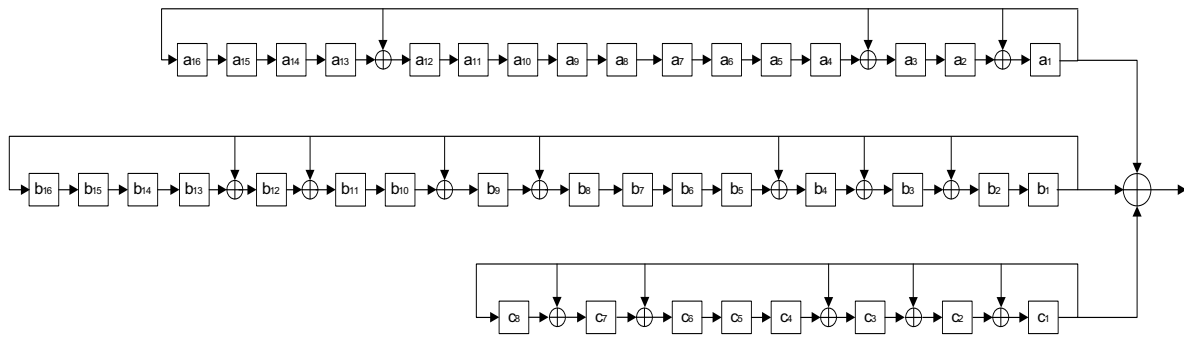 a16 a15 a14 a13 a12 a11 a10 a9 a8 a7 a6 a5 a4 a3 a2 a1
b16 b15 b14 b13 b12 b11 b10 b9 b8 b7 b6 b5 b4 b3 b2 b1
c8 c7 c6 c5 c4 c3 c2 c1